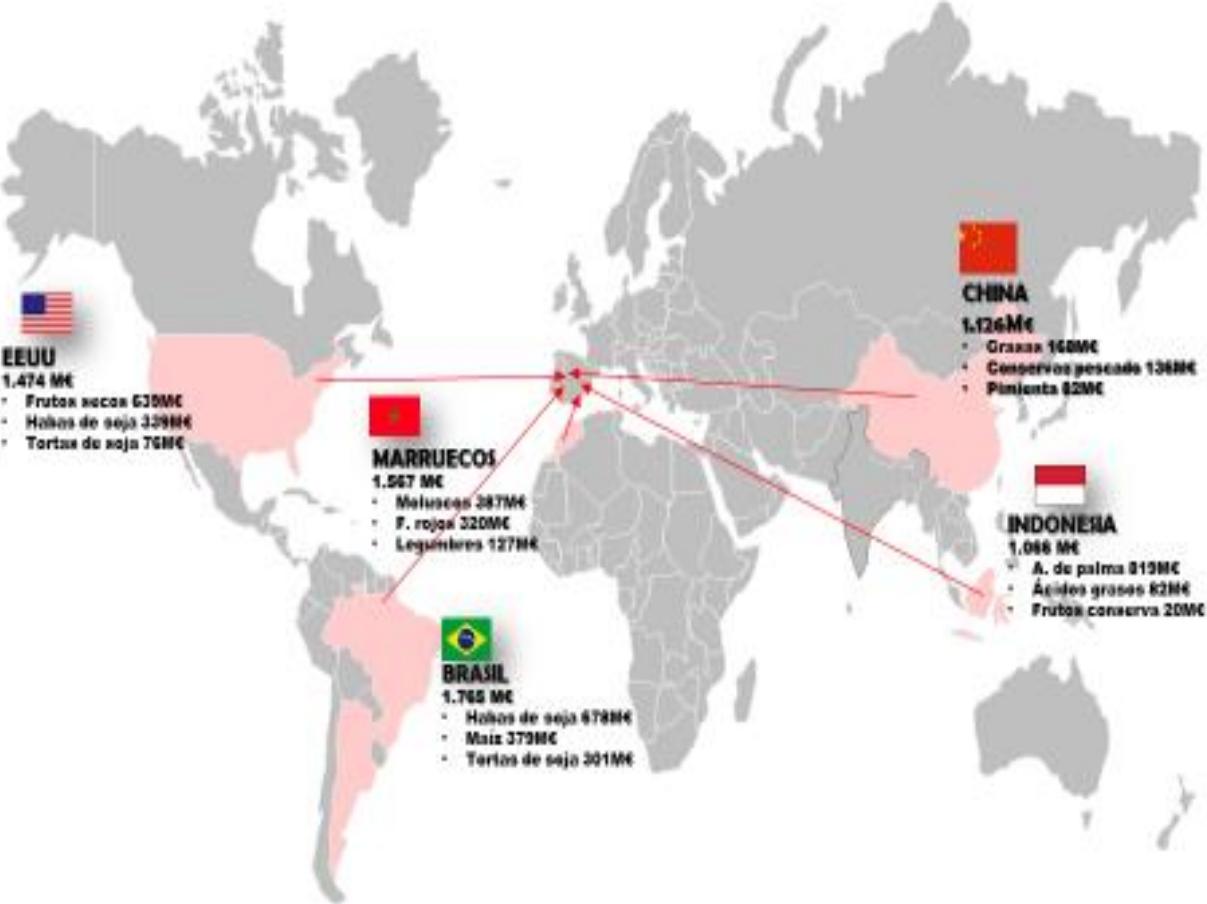 EEUU
1.474 M€
• Frutos secos 639M€
• Habas de soja 339M€
• Tortas de soja 76M€
MARRUECOS
1.567 M€
• Moluscos 387M€
• F. rojos 320M€
• Legumbres 127M€
BRASIL
1.765 M€
• Habas de soja 678M€
• Maíz 379M€
• Tortas de soja 301M€
CHINA
1.126M€
• Grasas 168M€
• Conservas pescado 136M€
• Pimienta 82M€
INDONESIA
1.066 M€
• A. de palma 819M€
• Ácidos grasos 82M€
• Frutos conserva 20M€